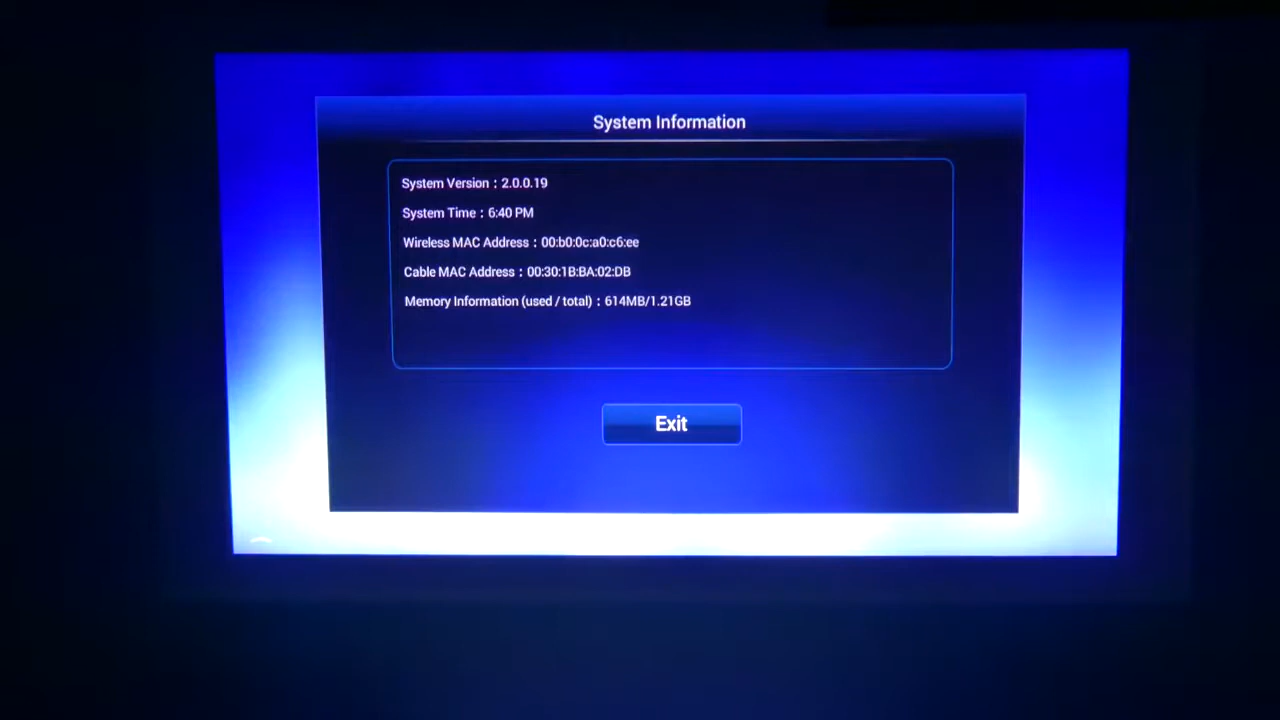 System Information
System Version : 2.0.0.19
System Time : 6:40 PM
Wireless MAC Address : 00:b0:0c:a0:c6:ee
Cable MAC Address : 00:30:1B:BA:02:DB
Memory Information (used / total) : 614MB/1.21GB
Exit